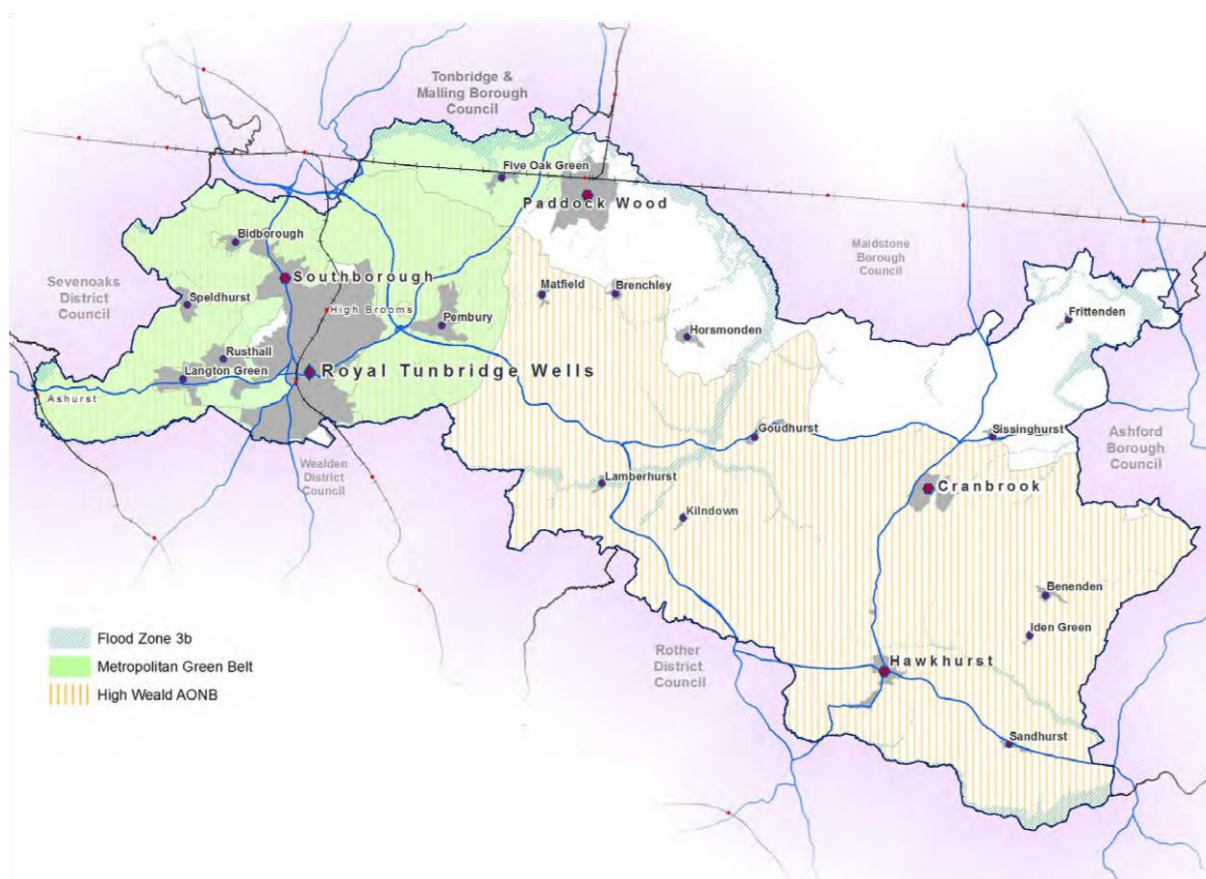 Tonbridge &
Malling Borough
Council
Five Oak Green
Paddock Wood
Bidborough
Maidstone
Borough
Council
Southborough
Sevenoaks
District
Council
Speldhurst
High Brooms
Pembury
Matfield
Brenchley
Horsmonden
Frittenden
Rusthall
Langton Green
Royal Tunbridge Wells
Ashurst
Goudhurst
Sissinghurst
Ashford
Borough
Council
Wealden
District
Council
Lamberhurst
Kilndown
Cranbrook
Benenden
Iden Green
Rother
District
Council
Hawkhurst
Sandhurst
Flood Zone 3b
Metropolitan Green Belt
High Weald AONB